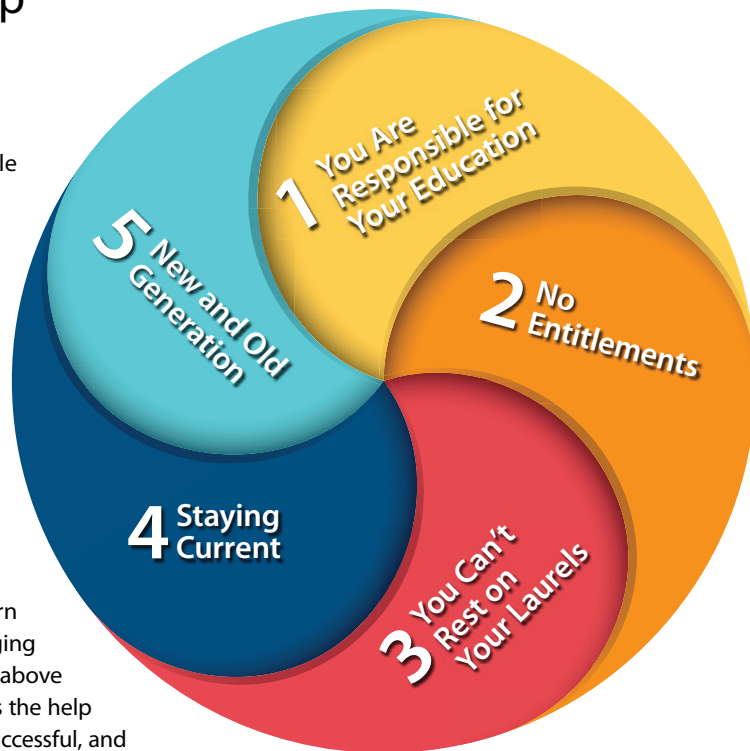 p
le
1 You Are
Responsible for
Your Education
2 No
Entitlements
3 You Can't
Rest on
Your Laurels
4 Staying
Current
5 New and Old
Generation
rn
ging
above
s the help
ccessful, and